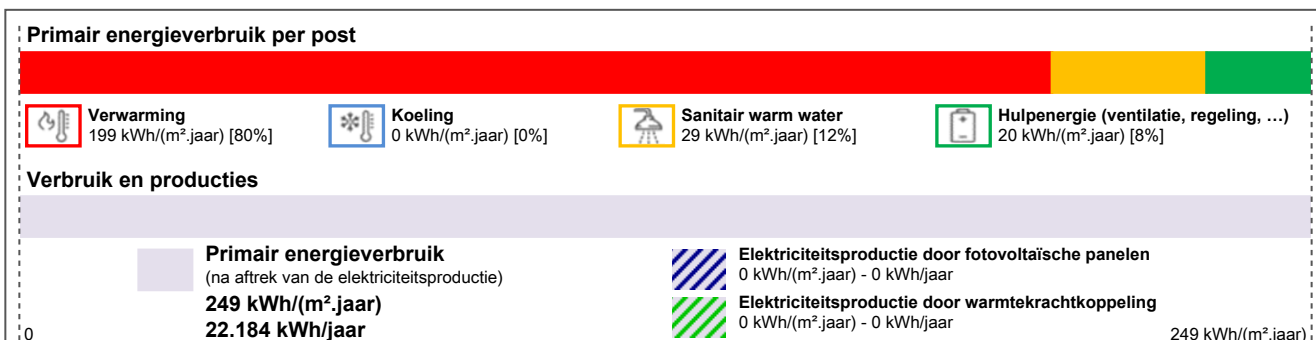 Primair energieverbruik per post
Verwarming
199 kWh/(m².jaar) [80%]
Koeling
0 kWh/(m².jaar) [0%]
Sanitair warm water
29 kWh/(m².jaar) [12%]
Hulpenergie (ventilatie, regeling, …)
20 kWh/(m².jaar) [8%]
Verbruik en producties
Primair energieverbruik
(na aftrek van de elektriciteitsproductie)
249 kWh/(m².jaar)
22.184 kWh/jaar
Elektriciteitsproductie door fotovoltaïsche panelen
0 kWh/(m².jaar) - 0 kWh/jaar
Elektriciteitsproductie door warmtekrachtkoppeling
0 kWh/(m².jaar) - 0 kWh/jaar
0
249 kWh/(m².jaar)